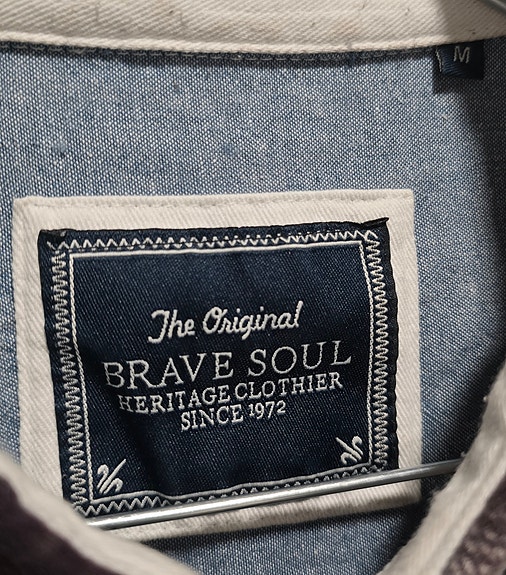 M
The Original
BRAVE SOUL
HERITAGE CLOTHIER
SINCE 1972